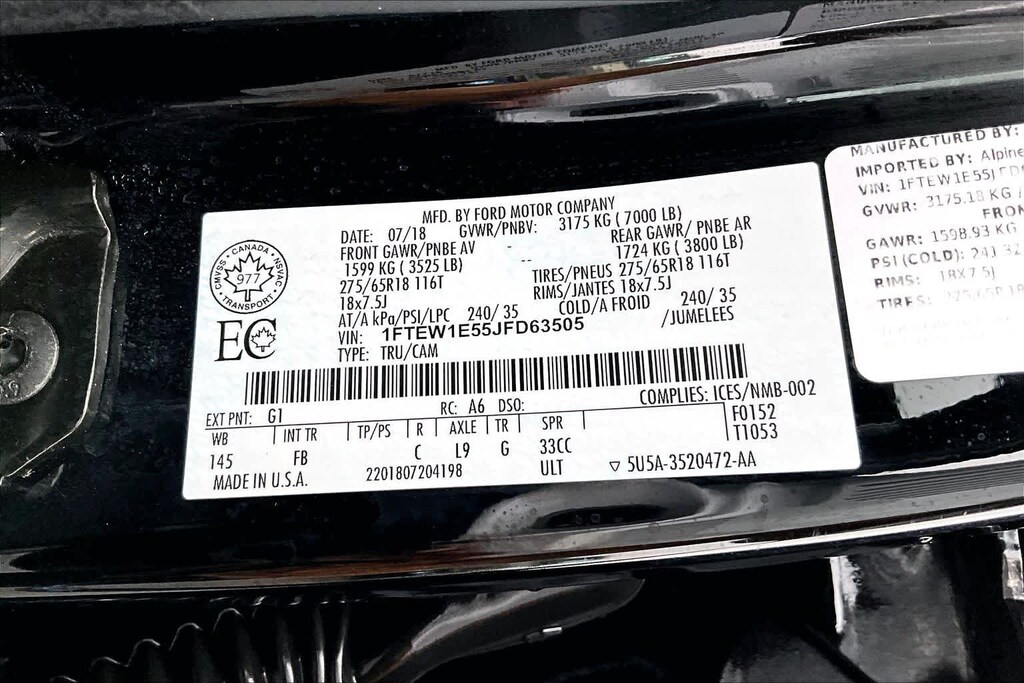 MFD. BY FORD MOTOR COMPANY
DATE: 07/18 GVWR/PNBV: 3175 KG ( 7000 LB)
FRONT GAWR/PNBE AV - REAR GAWR/ PNBE AR
1599 KG ( 3525 LB) -- 1724 KG ( 3800 LB)
275/65R18 116T TIRES/PNEUS 275/65R18 116T
18x7.5J RIMS/JANTES 18x7.5J
AT/A kPa/PSI/LPC 240/ 35 COLD/A FROID 240/ 35
VIN: 1FTEW1E55JFD63505 /JUMELEES
TYPE: TRU/CAM
CANADA
CMVSS • NSVAC
977
TRANSPORT
EC
COMPLIES: ICES/NMB-002
EXT PNT: G1 RC: A6 DSO:
WB INT TR TP/PS R AXLE TR SPR F0152
145 FB C L9 G 33CC T1053
MADE IN U.S.A. 2201807204198 ULT ▽ 5U5A-3520472-AA
MANUFACTURED BY:
IMPORTED BY: Alpine
VIN: 1FTEW1E55J
GVWR: 3175.18 KG /
FRON
GAWR: 1598.93 KG
PSI (COLD): 241.32
RIMS: 18X7.5J
TIRES: 275/65R18